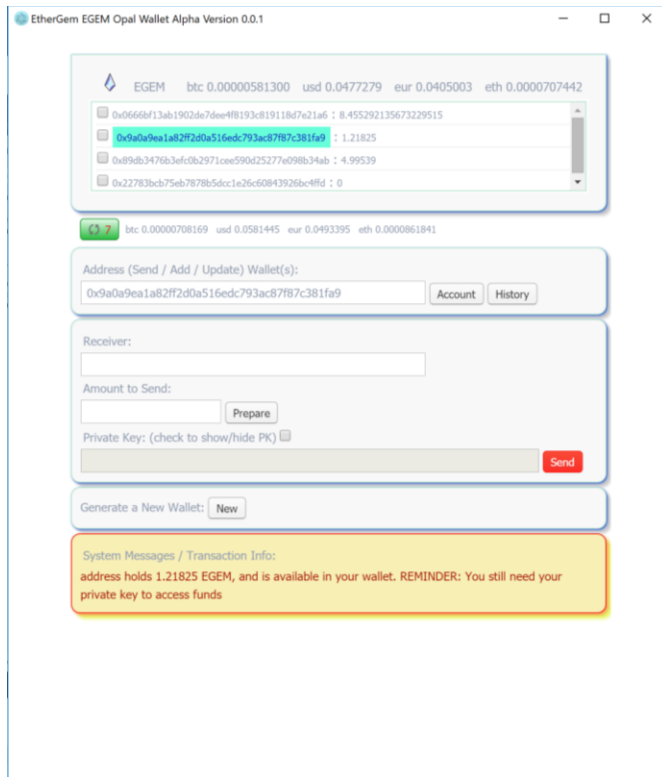 EtherGem EGEM Opal Wallet Alpha Version 0.0.1
EGEM btc 0.00000581300 usd 0.0477279 eur 0.0405003 eth 0.0000707442
0x0666bf13ab1902de7dee4f8193c819118d7e21a6 : 8.455292135673229515
0x9a0a9ea1a82ff2d0a516edc793ac87f87c381fa9 : 1.21825
0x89db3476b3efc0b2971cee590d25277e098b34ab : 4.99539
0x22783bcb75eb7878b5dcc1e26c60843926bc4ffd : 0
7 btc 0.00000708169 usd 0.0581445 eur 0.0493395 eth 0.0000861841
Address (Send / Add / Update) Wallet(s):
0x9a0a9ea1a82ff2d0a516edc793ac87f87c381fa9 Account History
Receiver:
Amount to Send:
Prepare
Private Key: (check to show/hide PK)
Send
Generate a New Wallet: New
System Messages / Transaction Info:
address holds 1.21825 EGEM, and is available in your wallet. REMINDER: You still need your
private key to access funds